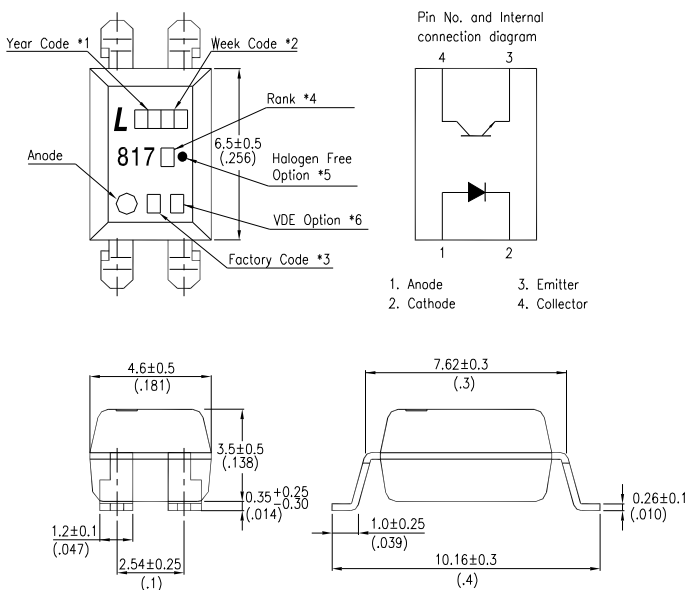 Pin No. and Internal
connection diagram
Year Code *1
Week Code *2
4
3
Rank *4
L
6.5±0.5
(.256)
817
Anode
Halogen Free
Option *5
VDE Option *6
Factory Code *3
1
2
1. Anode
2. Cathode
3. Emitter
4. Collector
4.6±0.5
(.181)
7.62±0.3
(.3)
3.5±0.5
(.138)
0.35 +0.25
-0.30
(.014)
0.26±0.1
(.010)
1.2±0.1
(.047)
1.0±0.25
(.039)
2.54±0.25
(.1)
10.16±0.3
(.4)